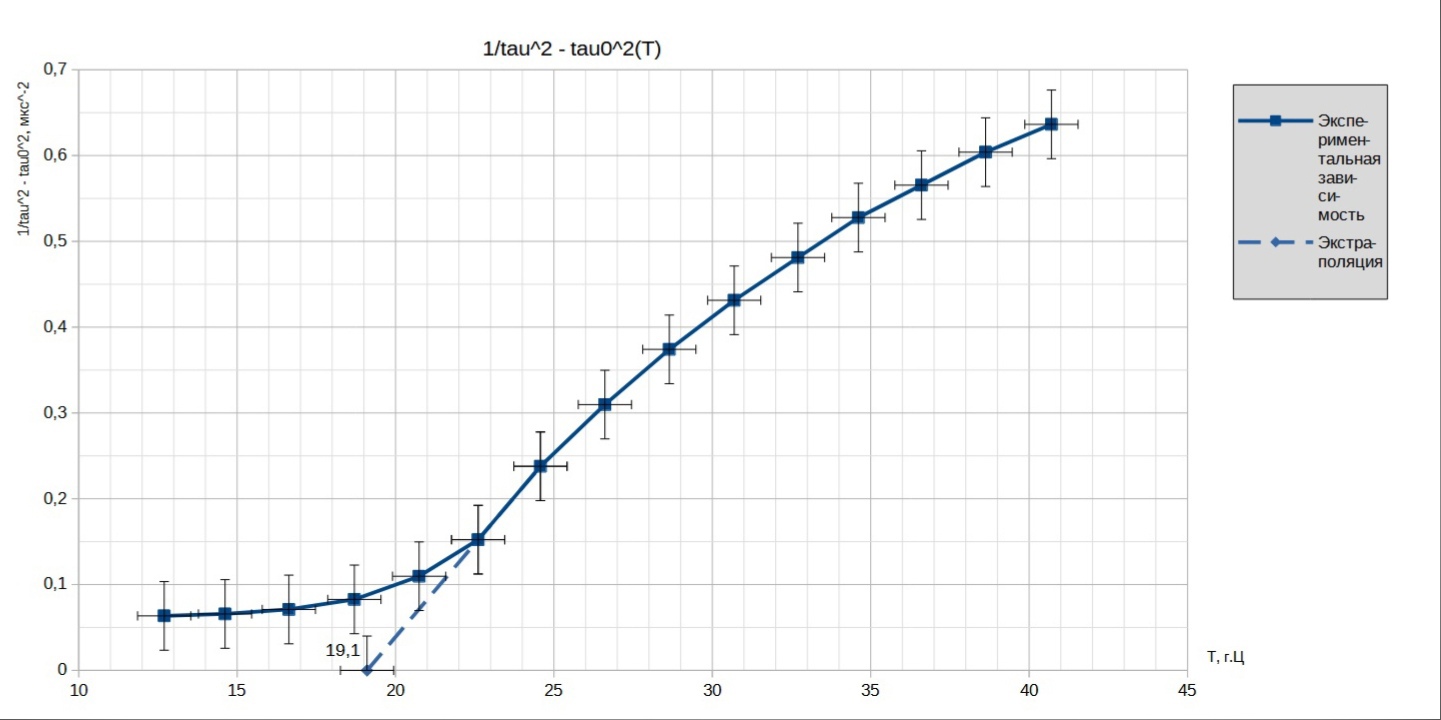 1/tau^2 - tau0^2(T)
1/tau^2 - tau0^2, мкс^-2
0,7
0,6
0,5
0,4
0,3
0,2
0,1
0
19,1
10
15
20
25
30
35
40
45
T, г.Ц
Экспе-
римен-
тальная
зави-
си-
мость
Экстра-
поляция